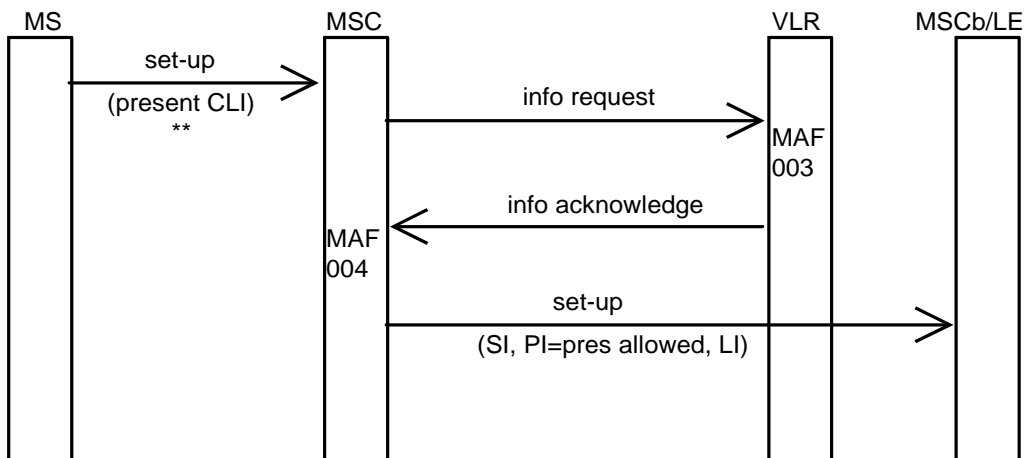 MS MSC VLR MSCb/LE
set-up
(present CLI)
**
info request
MAF
003
info acknowledge
MAF
004
set-up
(SI, PI=pres allowed, LI)